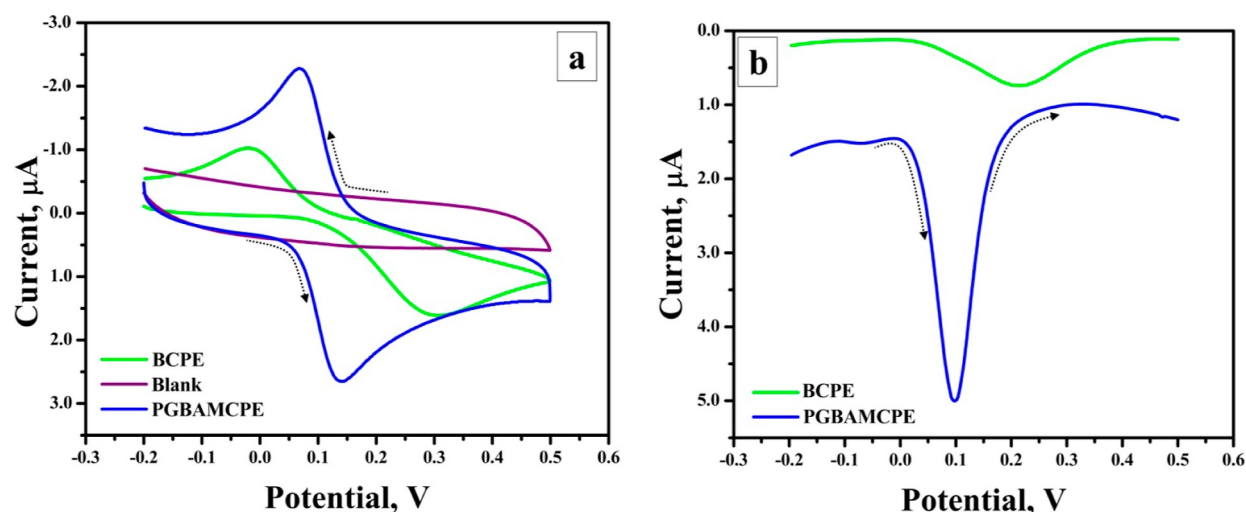 a
-3.0
-2.0
-1.0
0.0
1.0
2.0
3.0
Current, μA
BCPE
Blank
PGBAMCPE
-0.3 -0.2 -0.1 0.0 0.1 0.2 0.3 0.4 0.5 0.6
Potential, V
b
0.0
1.0
2.0
3.0
4.0
5.0
Current, μA
BCPE
PGBAMCPE
-0.3 -0.2 -0.1 0.0 0.1 0.2 0.3 0.4 0.5 0.6
Potential, V